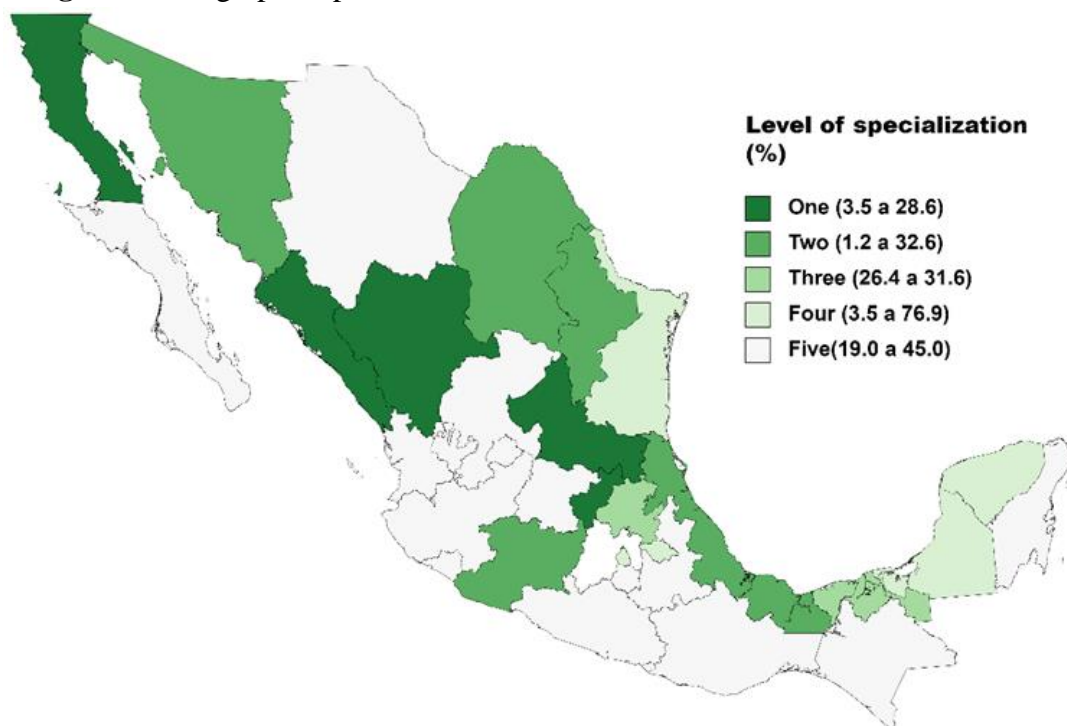 Level of specialization
(%)
One (3.5 a 28.6)
Two (1.2 a 32.6)
Three (26.4 a 31.6)
Four (3.5 a 76.9)
Five(19.0 a 45.0)